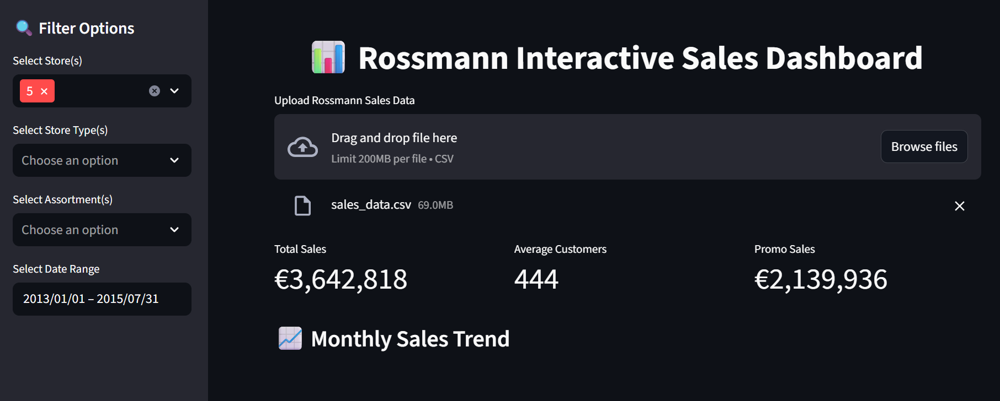 Filter Options
Select Store(s)
5
Select Store Type(s)
Choose an option
Select Assortment(s)
Choose an option
Select Date Range
2013/01/01 – 2015/07/31
Rossmann Interactive Sales Dashboard
Upload Rossmann Sales Data
Drag and drop file here
Limit 200MB per file • CSV
Browse files
sales_data.csv 69.0MB
Total Sales
€3,642,818
Average Customers
444
Promo Sales
€2,139,936
Monthly Sales Trend